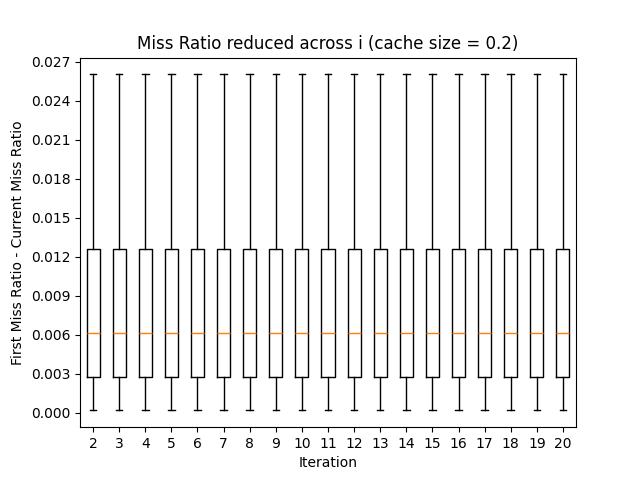 Miss Ratio reduced across i (cache size = 0.2)
First Miss Ratio - Current Miss Ratio
0.027
0.024
0.021
0.018
0.015
0.012
0.009
0.006
0.003
0.000
2 3 4 5 6 7 8 9 10 11 12 13 14 15 16 17 18 19 20
Iteration